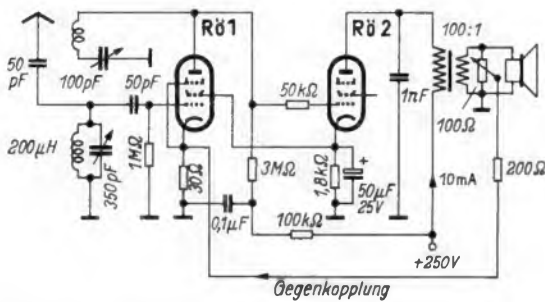 Rö1
Rö2
100:1
50
pF
100pF
50pF
50kΩ
1nF
100Ω
200µH
350pF
1MΩ
30Ω
3MΩ
1,8kΩ
+
50µF
25V
10mA
200Ω
0,1µF
100kΩ
+250V
Gegenkopplung